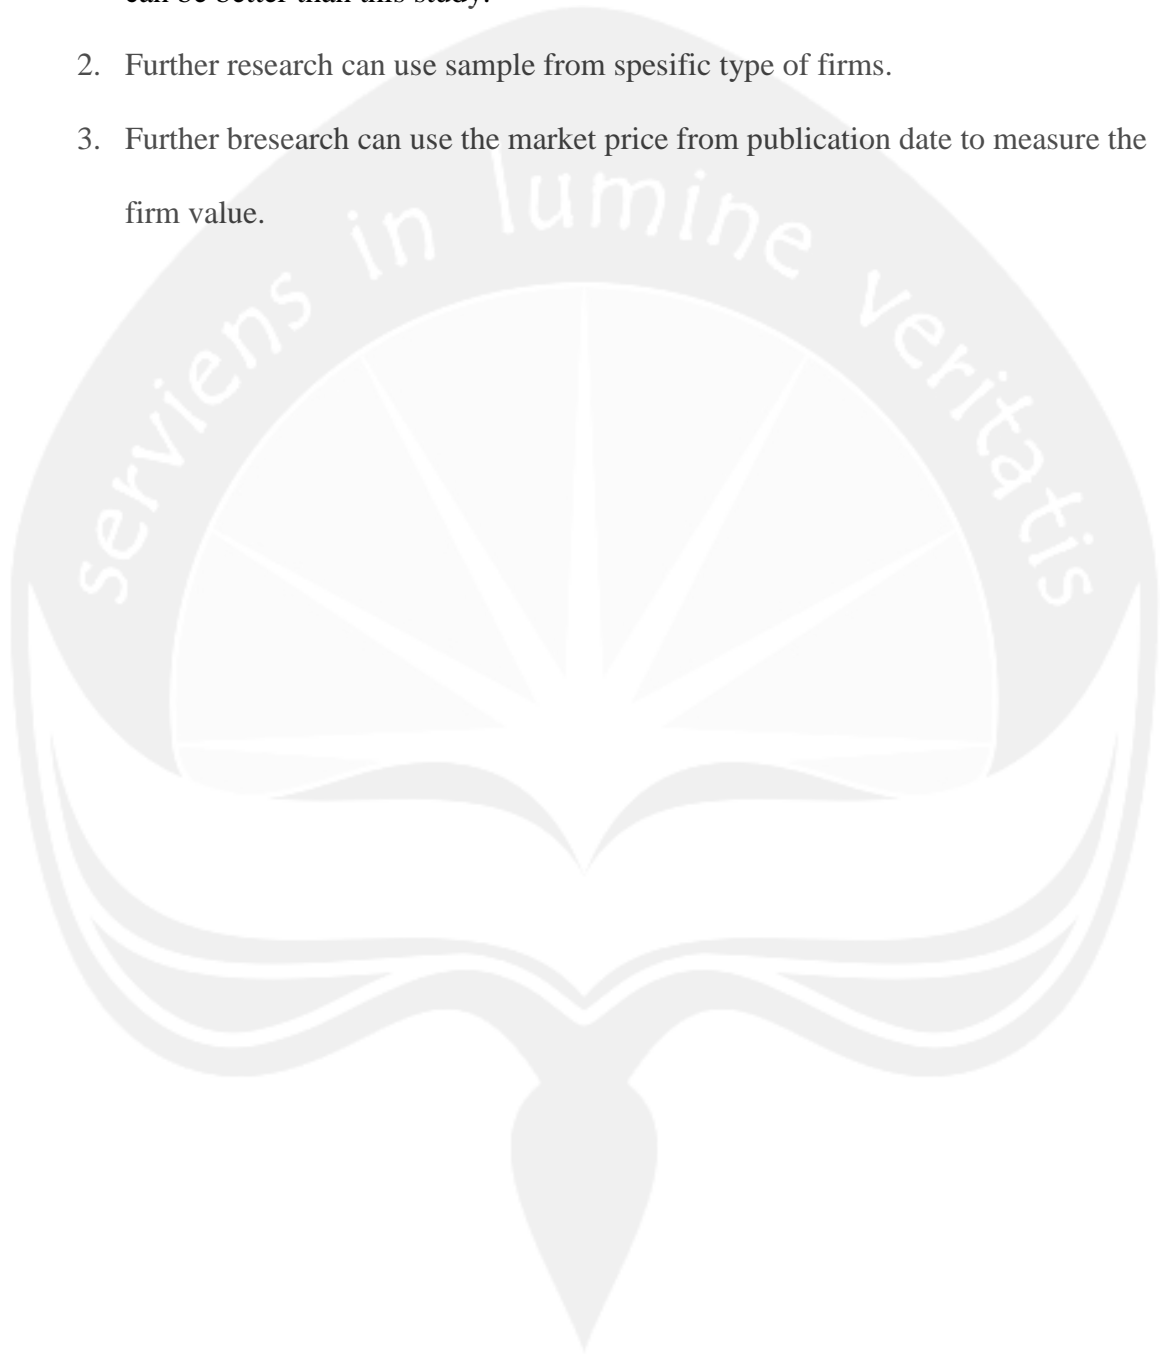 can be better than this study.
2. Further research can use sample from spesific type of firms.
3. Further bresearch can use the market price from publication date to measure the
firm value.
serviens in lumine veritatis